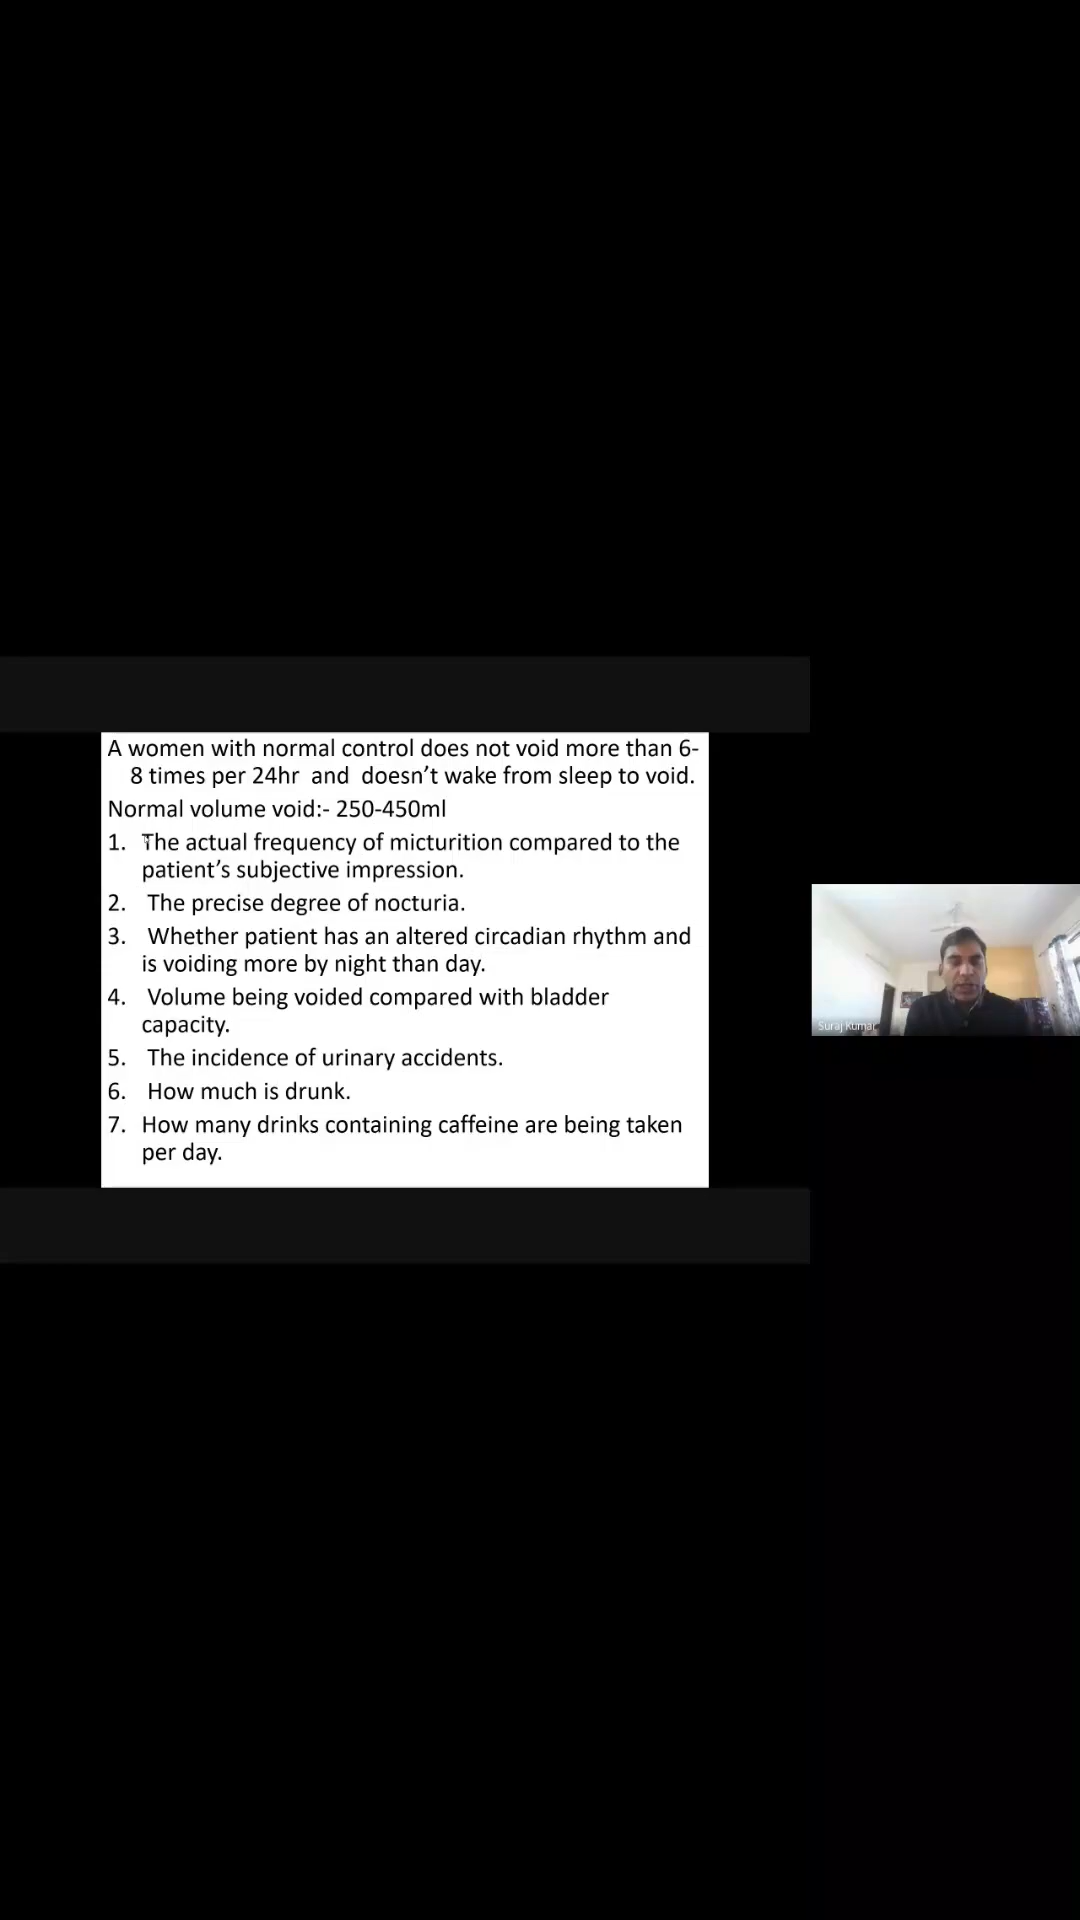 A women with normal control does not void more than 6-
8 times per 24hr  and  doesn’t wake from sleep to void.
Normal volume void:- 250-450ml
1. The actual frequency of micturition compared to the
patient’s subjective impression.
2. The precise degree of nocturia.
3. Whether patient has an altered circadian rhythm and
is voiding more by night than day.
4. Volume being voided compared with bladder
capacity.
5. The incidence of urinary accidents.
6. How much is drunk.
7. How many drinks containing caffeine are being taken
per day.
Suraj Kumar